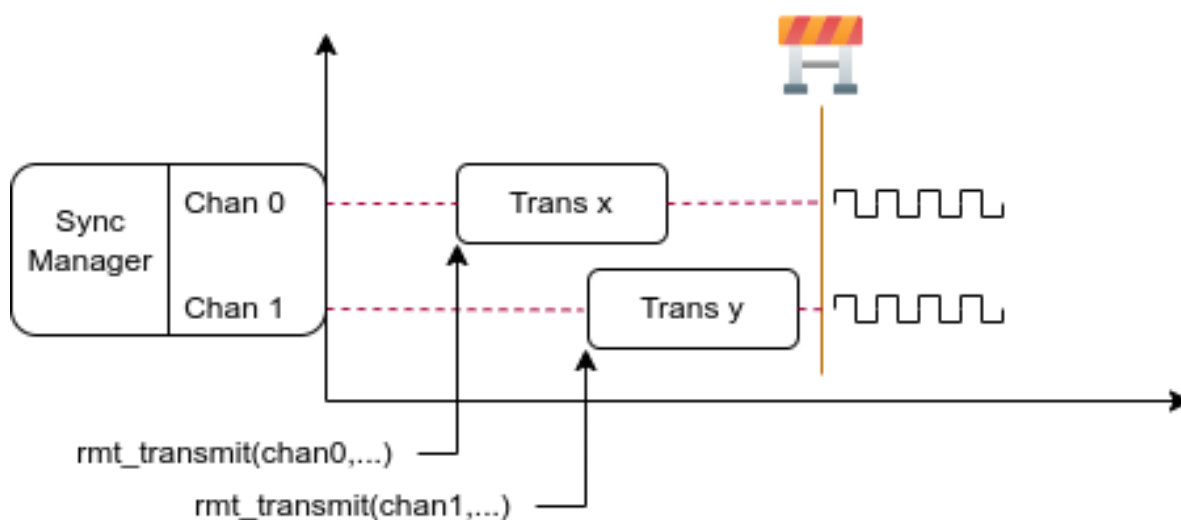 Sync
Manager
Chan 0
Chan 1
Trans x
Trans y
rmt_transmit(chan0,...)
rmt_transmit(chan1,...)